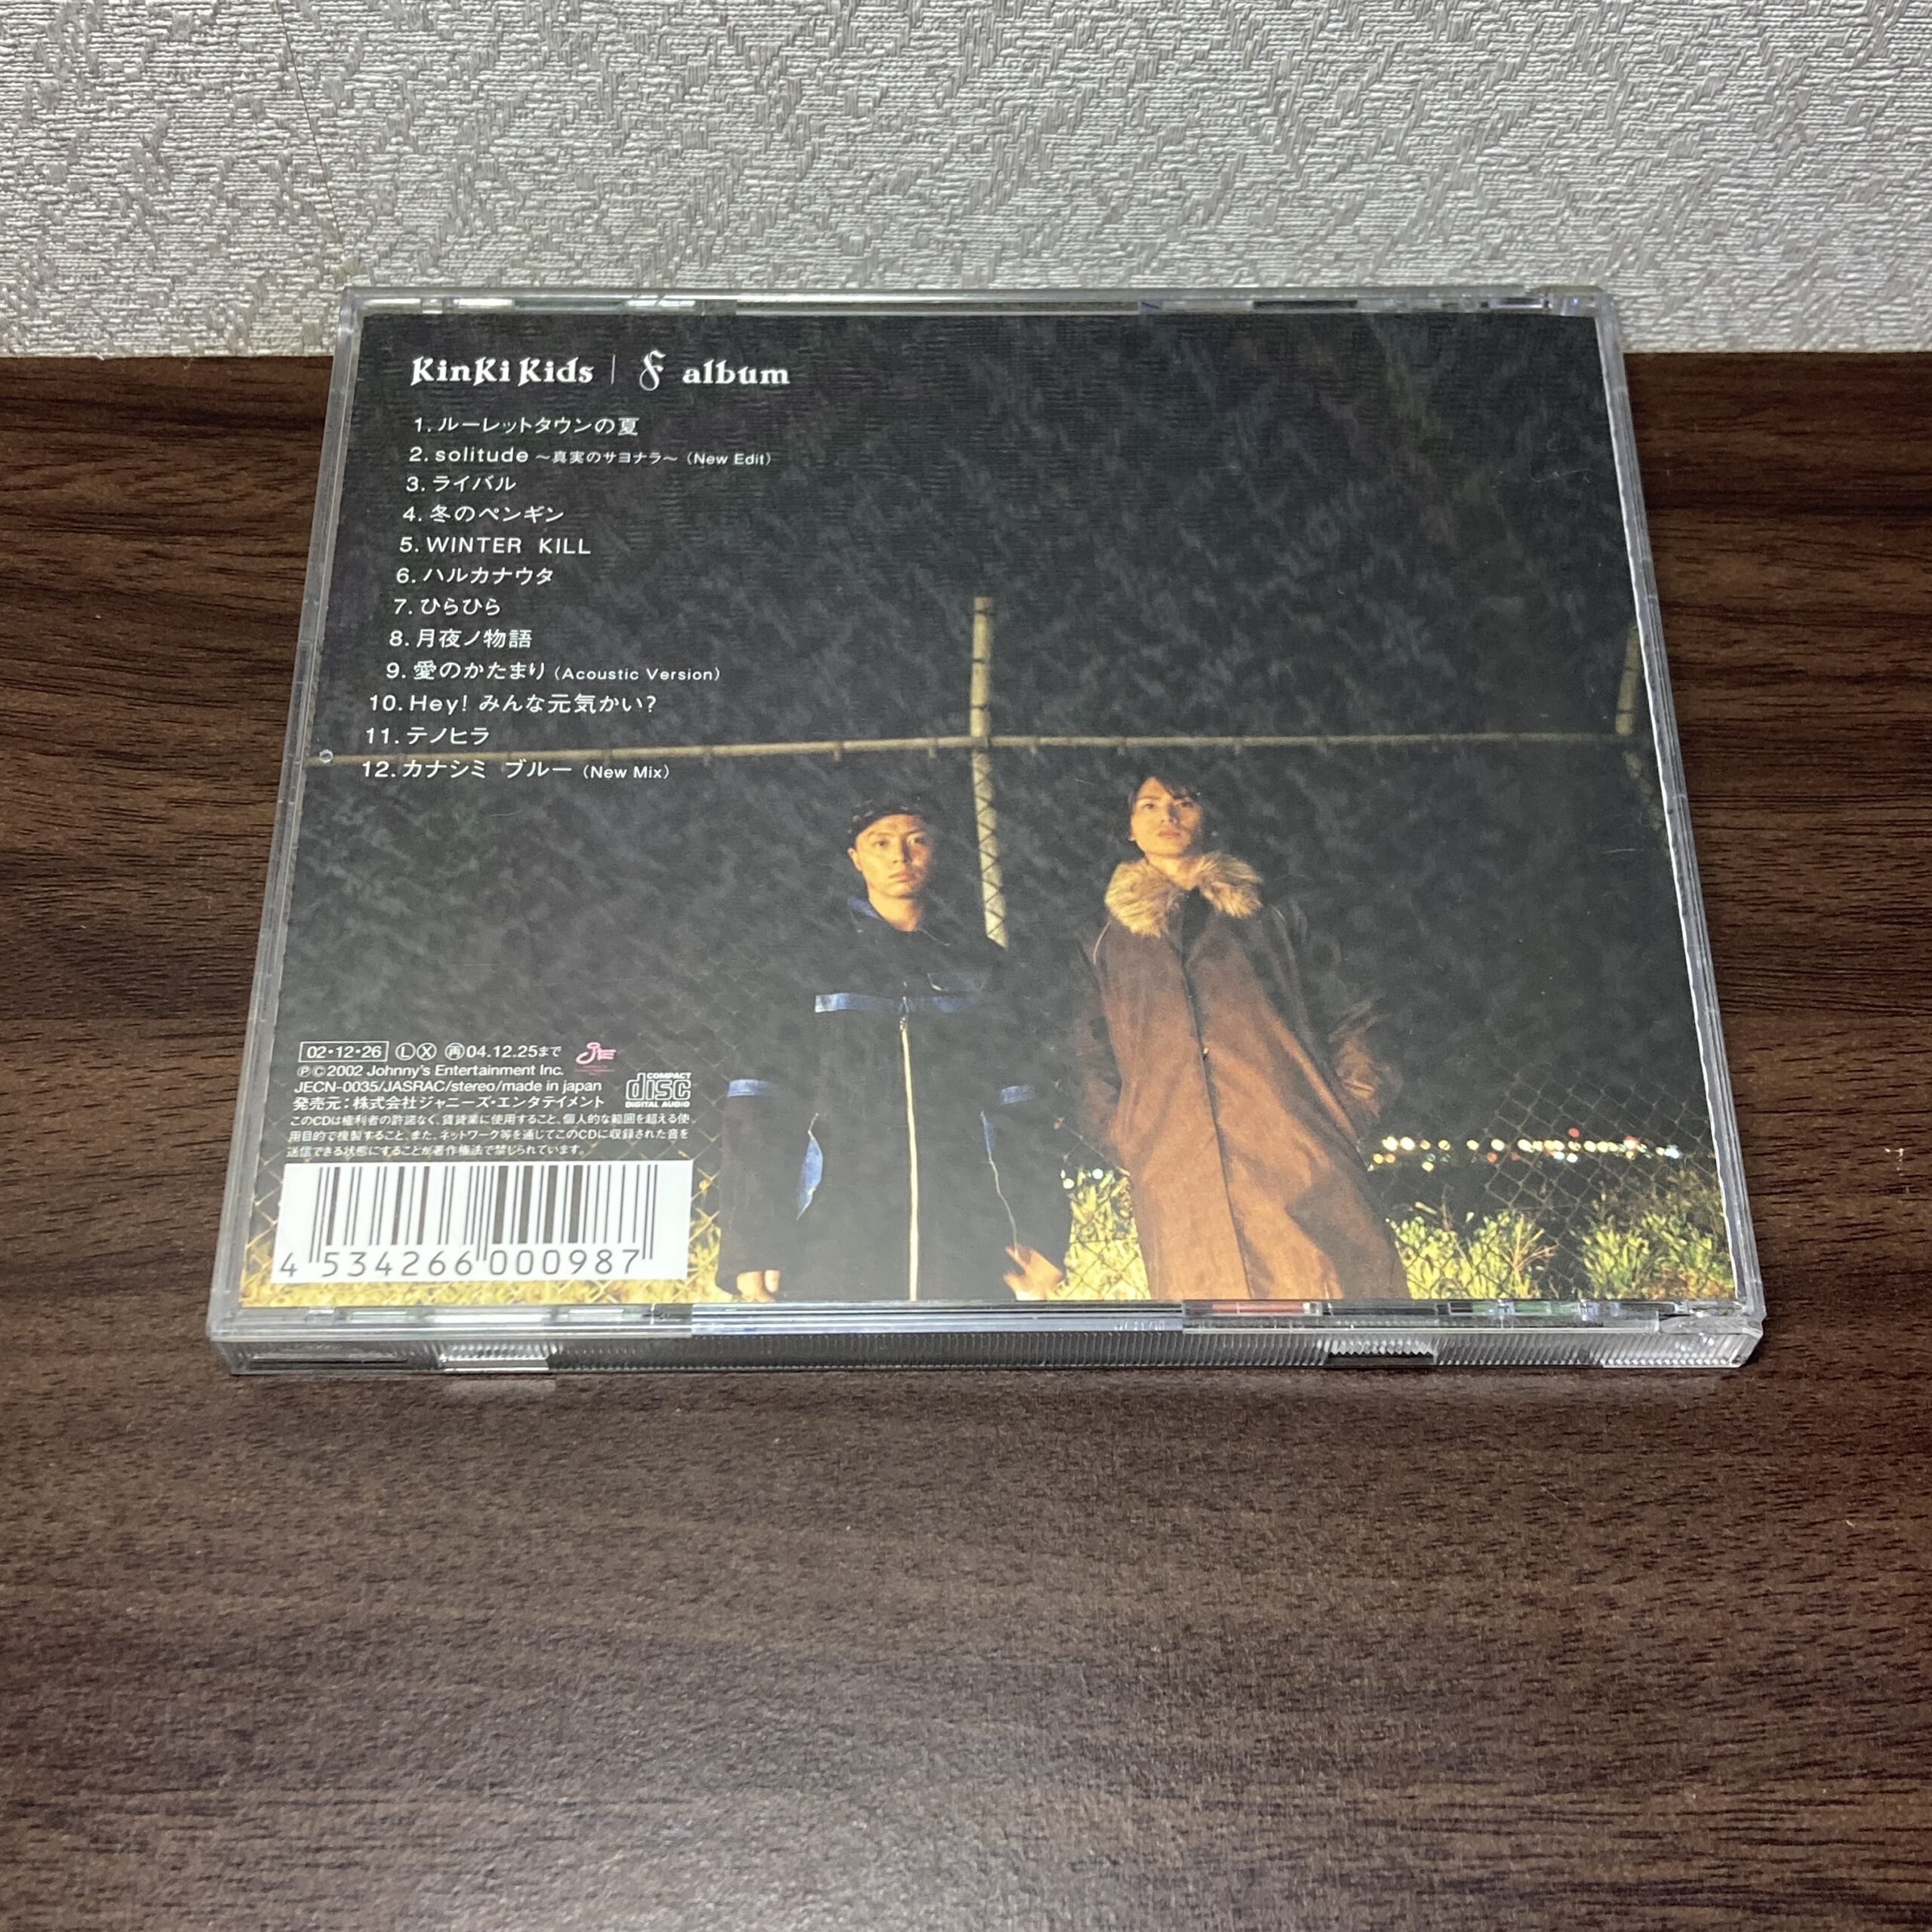 KinKi Kids | F album
1. ルーレットタウンの夏
2. solitude ～真実のサヨナラ～ (New Edit)
3. ライバル
4. 冬のペンギン
5. WINTER KILL
6. ハルカナウタ
7. ひらひら
8. 月夜ノ物語
9. 愛のかたまり (Acoustic Version)
10. Hey! みんな元気かい?
11. テノヒラ
12. カナシミ ブルー (New Mix)
02・12・26 Ⓛ Ⓧ ㊞04.12.25まで
℗©2002 Johnny's Entertainment Inc.
JECN-0035/JASRAC/stereo/made in japan
発売元：株式会社ジャニーズ・エンタテイメント
COMPACT
disc
DIGITAL AUDIO
このCDは権利者の許諾なく、賃貸業に使用すること、個人的な範囲を超える使
用目的で複製すること、また、ネットワーク等を通じてこのCDに収録された音を
送信できる状態にすることが著作権法で禁じられています。
4 534266 000987